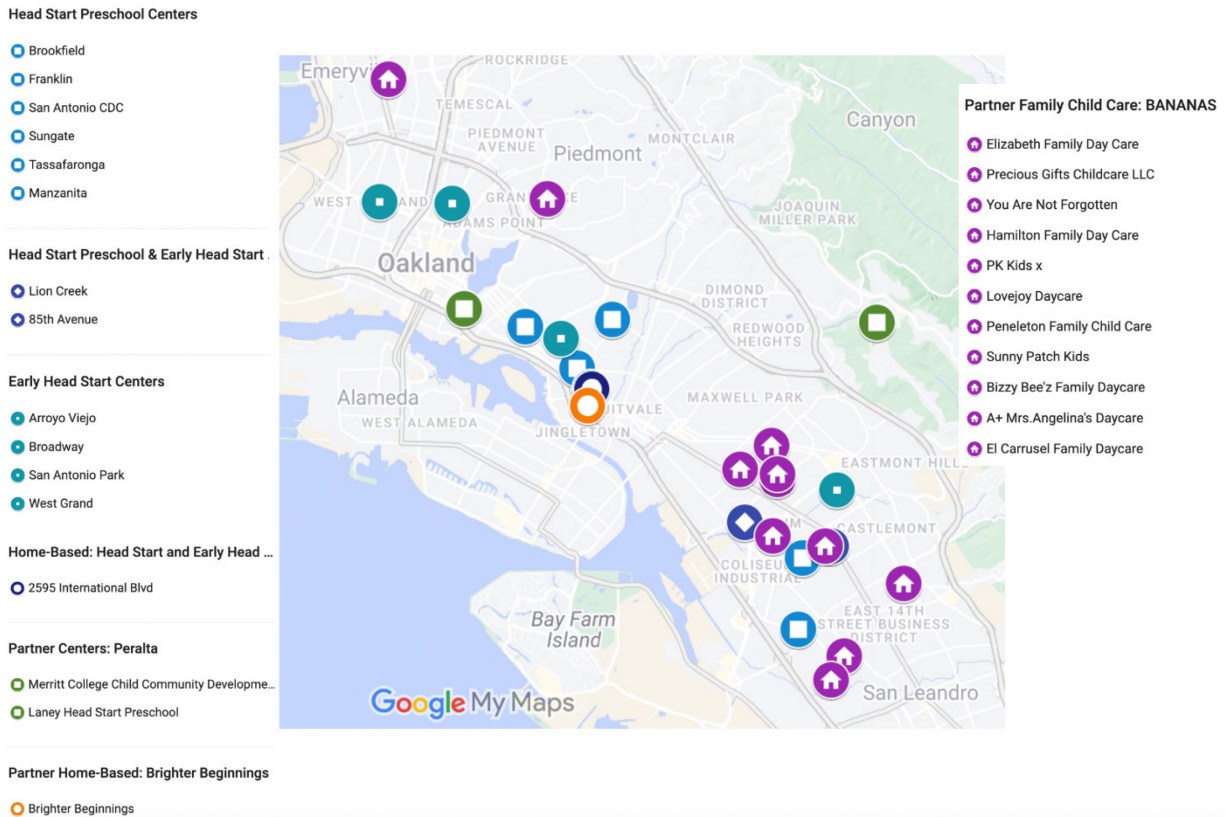 Head Start Preschool Centers
Brookfield
Franklin
San Antonio CDC
Sungate
Tassafaronga
Manzanita
Head Start Preschool & Early Head Start .
Lion Creek
85th Avenue
Early Head Start Centers
Arroyo Viejo
Broadway
San Antonio Park
West Grand
Home-Based: Head Start and Early Head ...
2595 International Blvd
Partner Centers: Peralta
Merritt College Child Community Developme...
Laney Head Start Preschool
Partner Home-Based: Brighter Beginnings
Brighter Beginnings
ROCKRIDGE
Emeryv
TEMESCAL
Canyon
PIEDMONT
AVENUE
MONTCLAIR
Piedmont
WEST AND
GRAN KE
ADAMS POINT
JOAQUIN
MILLER PARK
Oakland
DIMOND
DISTRICT
REDWOOD
HEIGHTS
Alameda
MAXWELL PARK
UITVALE
WEST ALAMEDA
JINGLETOWN
EASTMONT HILL
UM
CASTLEMONT
COLISEU
INDUSTRIAL
Bay Farm
Island
EAST 14TH
STREET BUSINESS
DISTRICT
San Leandro
Google My Maps
Partner Family Child Care: BANANAS
Elizabeth Family Day Care
Precious Gifts Childcare LLC
You Are Not Forgotten
Hamilton Family Day Care
PK Kids x
Lovejoy Daycare
Peneleton Family Child Care
Sunny Patch Kids
Bizzy Bee'z Family Daycare
A+ Mrs.Angelina's Daycare
El Carrusel Family Daycare